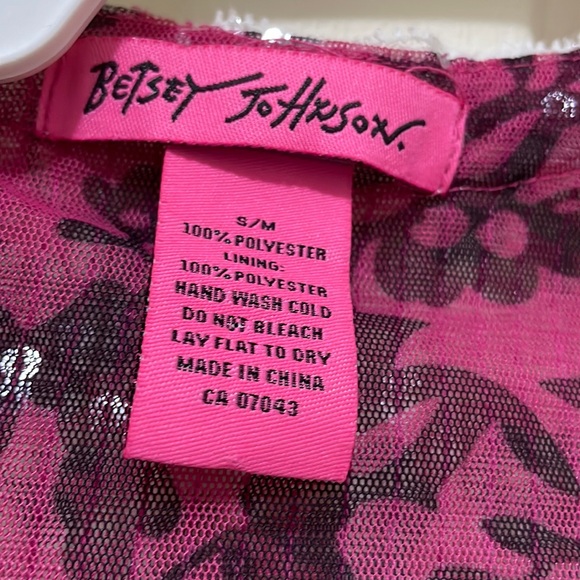 BETSEY JOHNSON.
S/M
100% POLYESTER
LINING:
100% POLYESTER
HAND WASH COLD
DO NOT BLEACH
LAY FLAT TO DRY
MADE IN CHINA
CA 07043